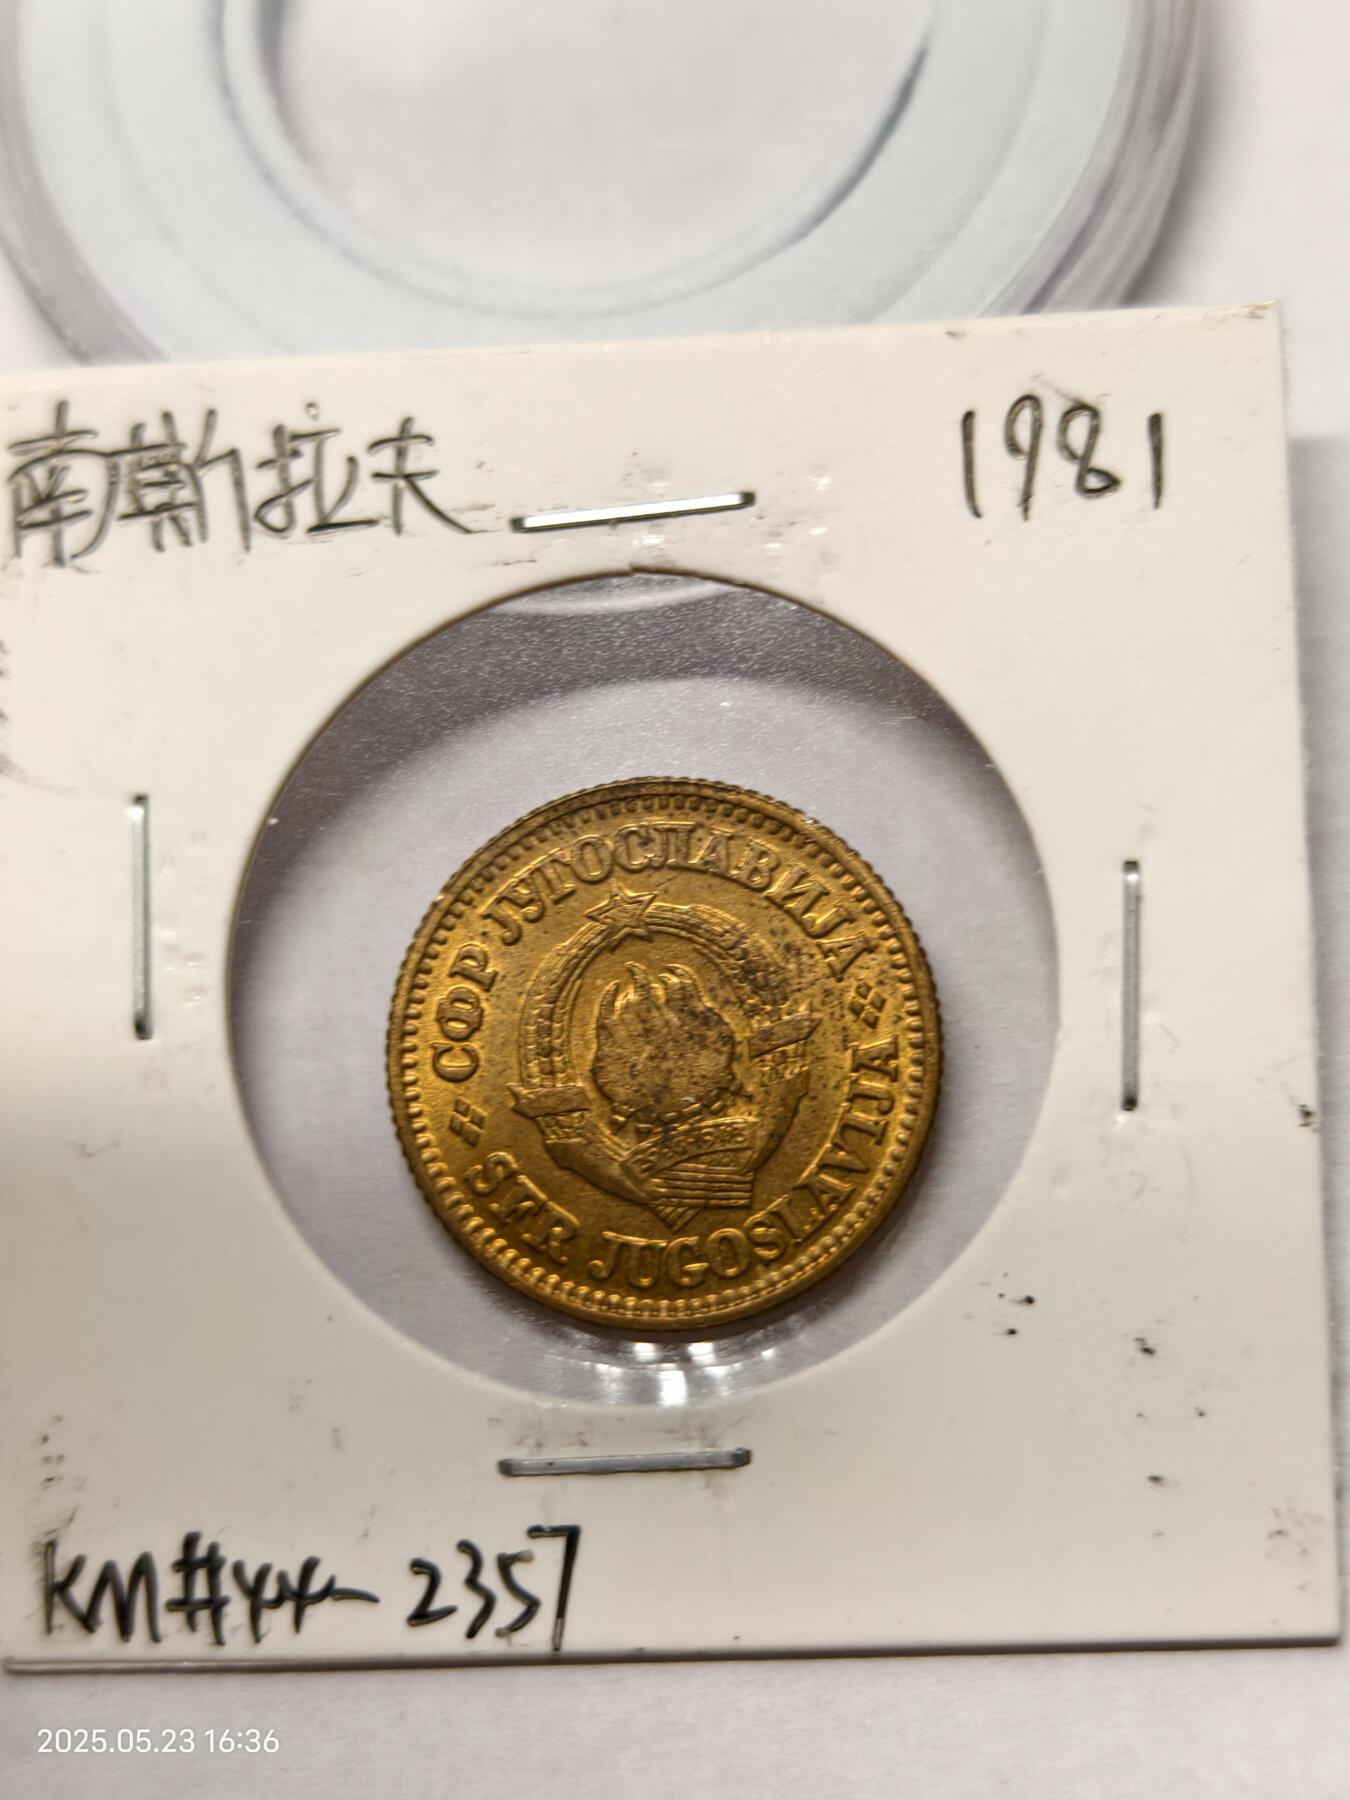 南斯拉夫
1981
СФР ЈУГОСЛАВИЈА
SFR JUGOSLAVIJA
KM#44-2357
2025.05.23 16:36